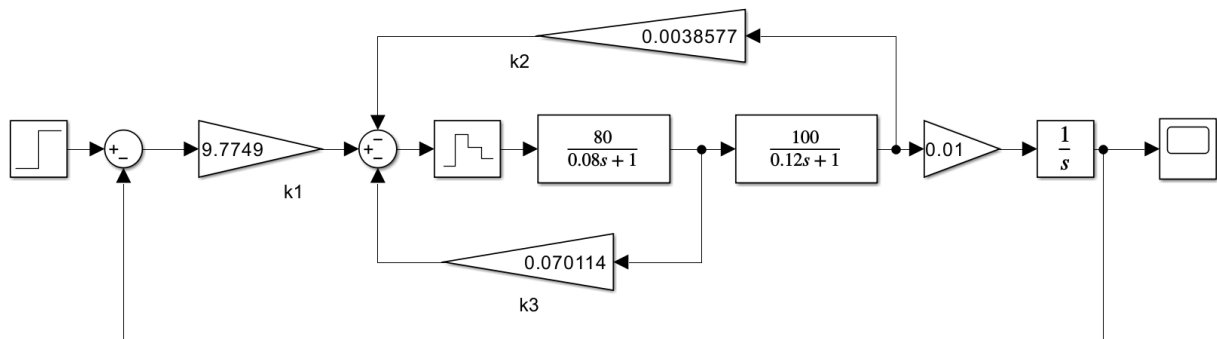 0.0038577
k2
+
−
9.7749
k1
+
−
−
80
0.08s + 1
100
0.12s + 1
0.01
1
s
0.070114
k3